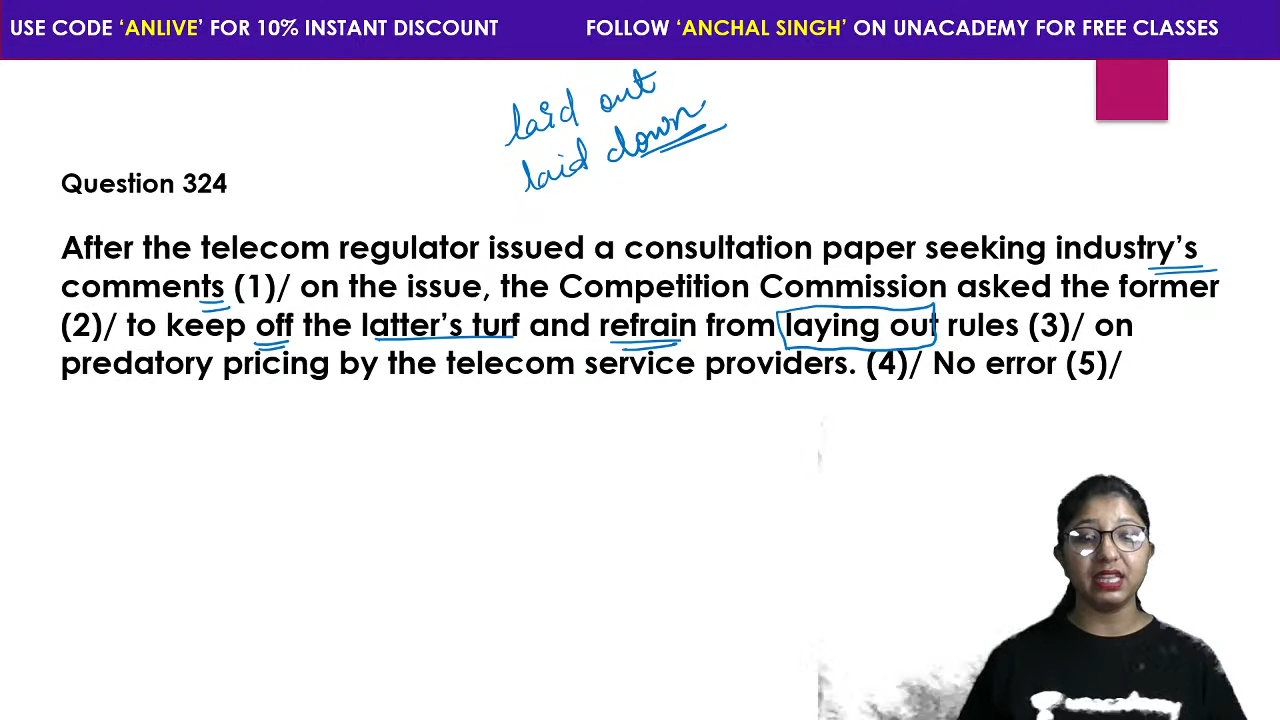 USE CODE ‘ANLIVE’ FOR 10% INSTANT DISCOUNT FOLLOW ‘ANCHAL SINGH’ ON UNACADEMY FOR FREE CLASSES
laid out
laid down
Question 324
After the telecom regulator issued a consultation paper seeking industry’s
comments (1)/ on the issue, the Competition Commission asked the former
(2)/ to keep off the latter’s turf and refrain from laying out rules (3)/ on
predatory pricing by the telecom service providers. (4)/ No error (5)/